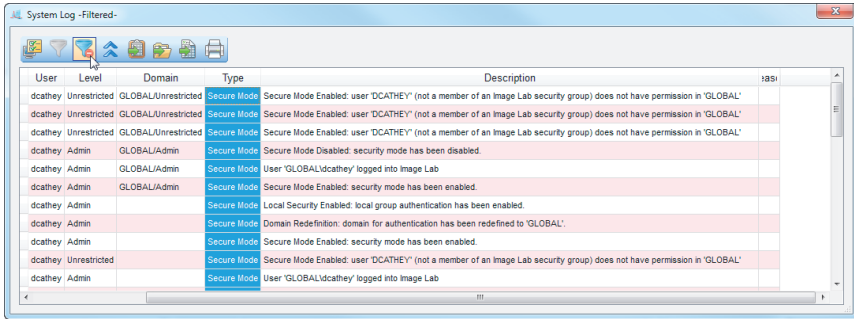 System Log -Filtered-
User Level Domain Type Description
dcathey Unrestricted GLOBAL/Unrestricted Secure Mode Secure Mode Enabled: user 'DCATHEY' (not a member of an Image Lab security group) does not have permission in 'GLOBAL'
dcathey Unrestricted GLOBAL/Unrestricted Secure Mode Secure Mode Enabled: user 'DCATHEY' (not a member of an Image Lab security group) does not have permission in 'GLOBAL'
dcathey Unrestricted GLOBAL/Unrestricted Secure Mode Secure Mode Enabled: user 'DCATHEY' (not a member of an Image Lab security group) does not have permission in 'GLOBAL'
dcathey Admin GLOBAL/Admin Secure Mode Secure Mode Disabled: security mode has been disabled.
dcathey Admin GLOBAL/Admin Secure Mode User 'GLOBAL\dcathey' logged into Image Lab
dcathey Admin GLOBAL/Admin Secure Mode Secure Mode Enabled: security mode has been enabled.
dcathey Admin Secure Mode Local Security Enabled: local group authentication has been enabled.
dcathey Admin Secure Mode Domain Redefinition: domain for authentication has been redefined to 'GLOBAL'.
dcathey Admin Secure Mode Secure Mode Enabled: security mode has been enabled.
dcathey Unrestricted Secure Mode Secure Mode Enabled: user 'DCATHEY' (not a member of an Image Lab security group) does not have permission in 'GLOBAL'
dcathey Admin Secure Mode User 'GLOBAL\dcathey' logged into Image Lab